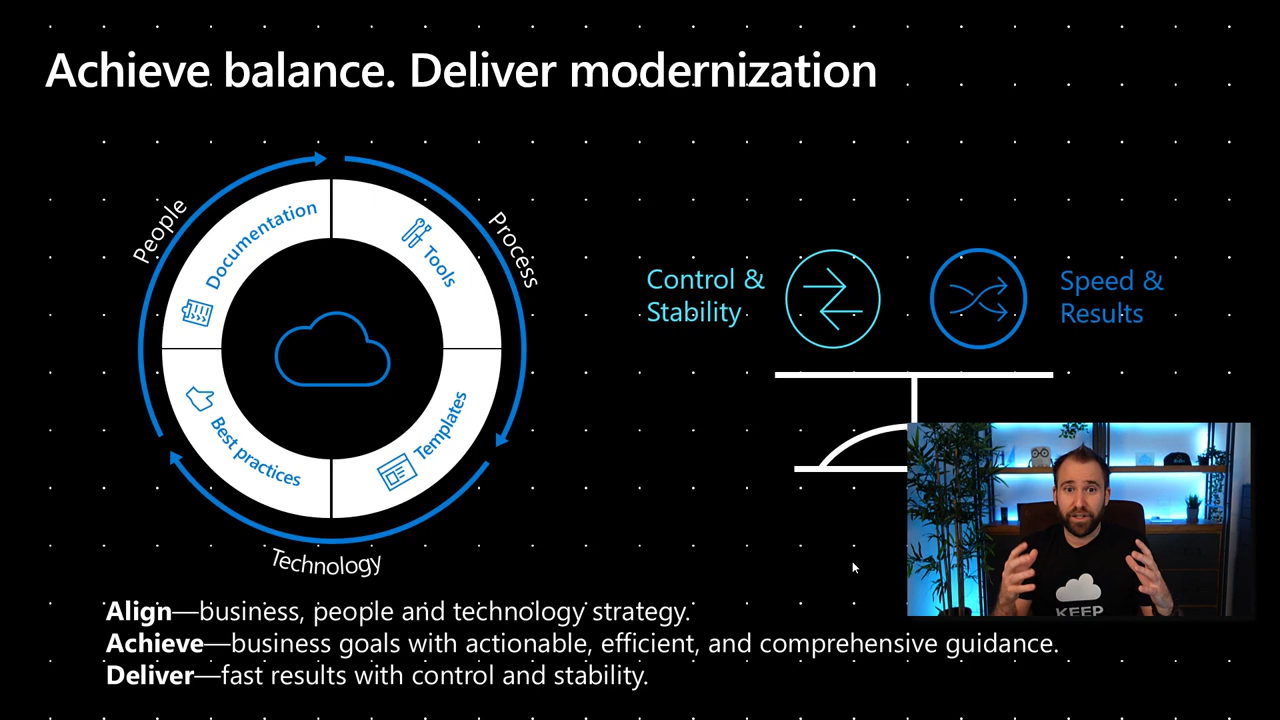 Achieve balance. Deliver modernization
People
Process
Documentation
Tools
Best practices
Templates
Technology
Control &
Stability
Speed &
Results
KEEP
Align—business, people and technology strategy.
Achieve—business goals with actionable, efficient, and comprehensive guidance.
Deliver—fast results with control and stability.